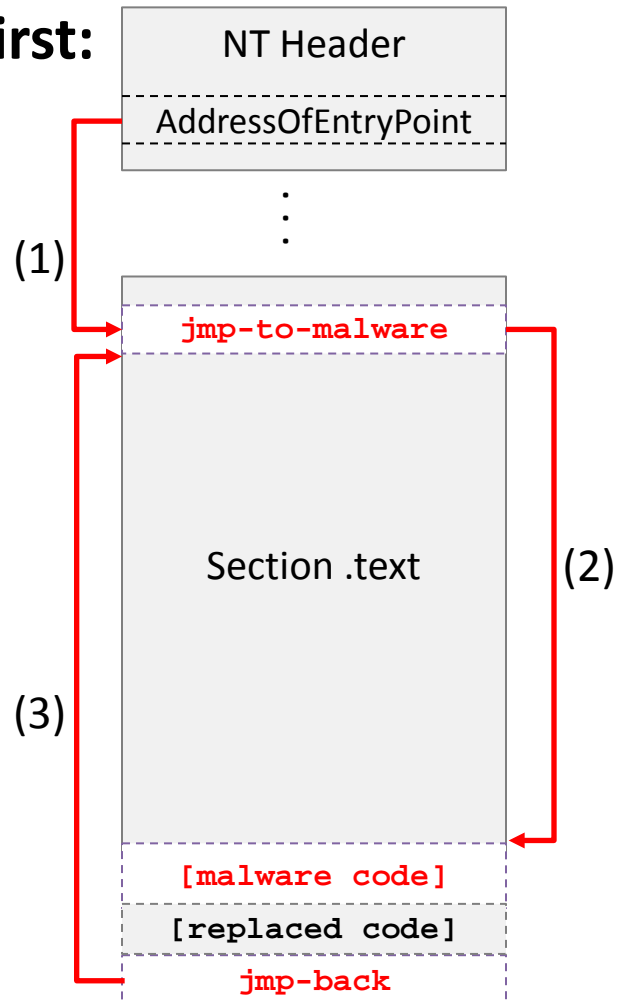 irst:
NT Header
AddressOfEntryPoint
(1)
jmp-to-malware
Section .text
(2)
(3)
[malware code]
[replaced code]
jmp-back